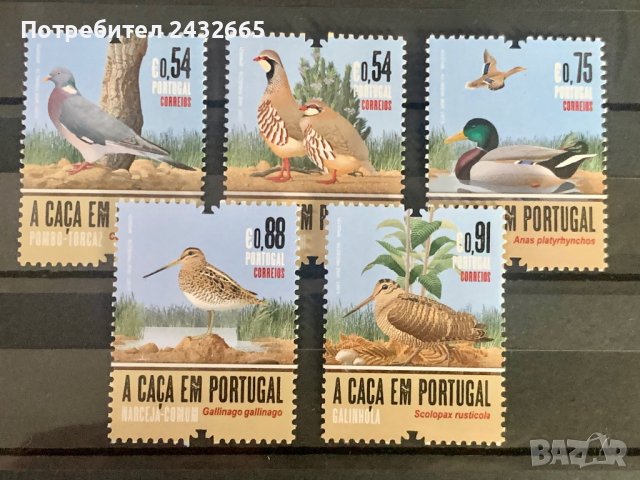 Потребител 2432665
€0,54
PORTUGAL
CORREIOS
A CAÇA EM
POMBO-TORCAZ
€0,54
PORTUGAL
CORREIOS
€0,75
PORTUGAL
CORREIOS
EM PORTUGAL
Anas platyrhynchos
€0,88
PORTUGAL
CORREIOS
A CAÇA EM PORTUGAL
NARCEJA-COMUM
Gallinago gallinago
€0,91
PORTUGAL
CORREIOS
A CAÇA EM PORTUGAL
GALINHOLA
Scolopax rusticola
BAZAR